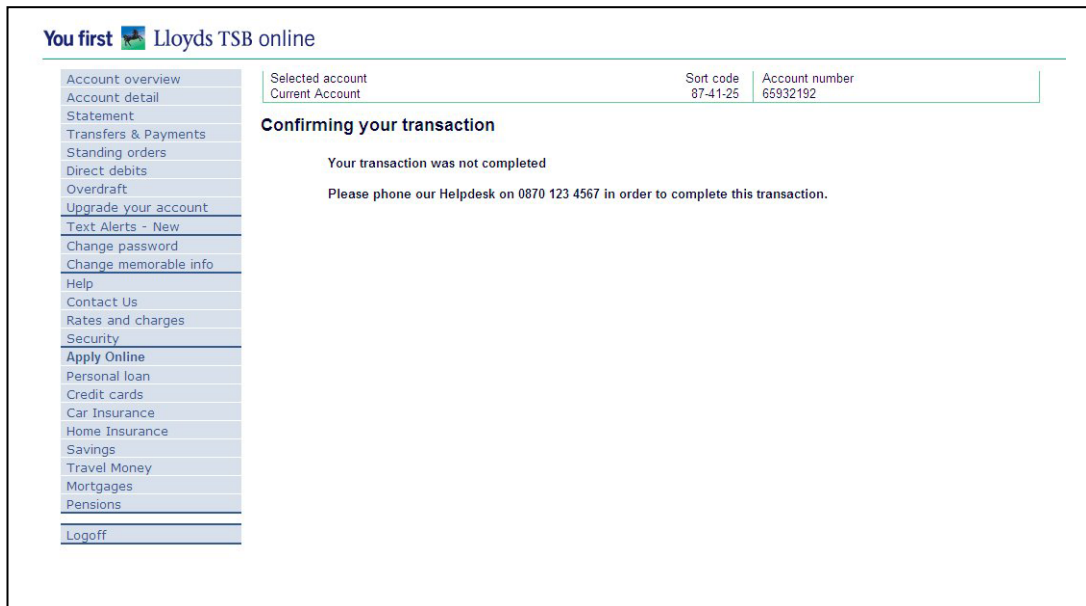 You first Lloyds TSB online
Account overview
Account detail
Statement
Transfers & Payments
Standing orders
Direct debits
Overdraft
Upgrade your account
Text Alerts - New
Change password
Change memorable info
Help
Contact Us
Rates and charges
Security
Apply Online
Personal loan
Credit cards
Car Insurance
Home Insurance
Savings
Travel Money
Mortgages
Pensions
Logoff
Selected account Sort code Account number
Current Account 87-41-25 65932192
Confirming your transaction
Your transaction was not completed
Please phone our Helpdesk on 0870 123 4567 in order to complete this transaction.